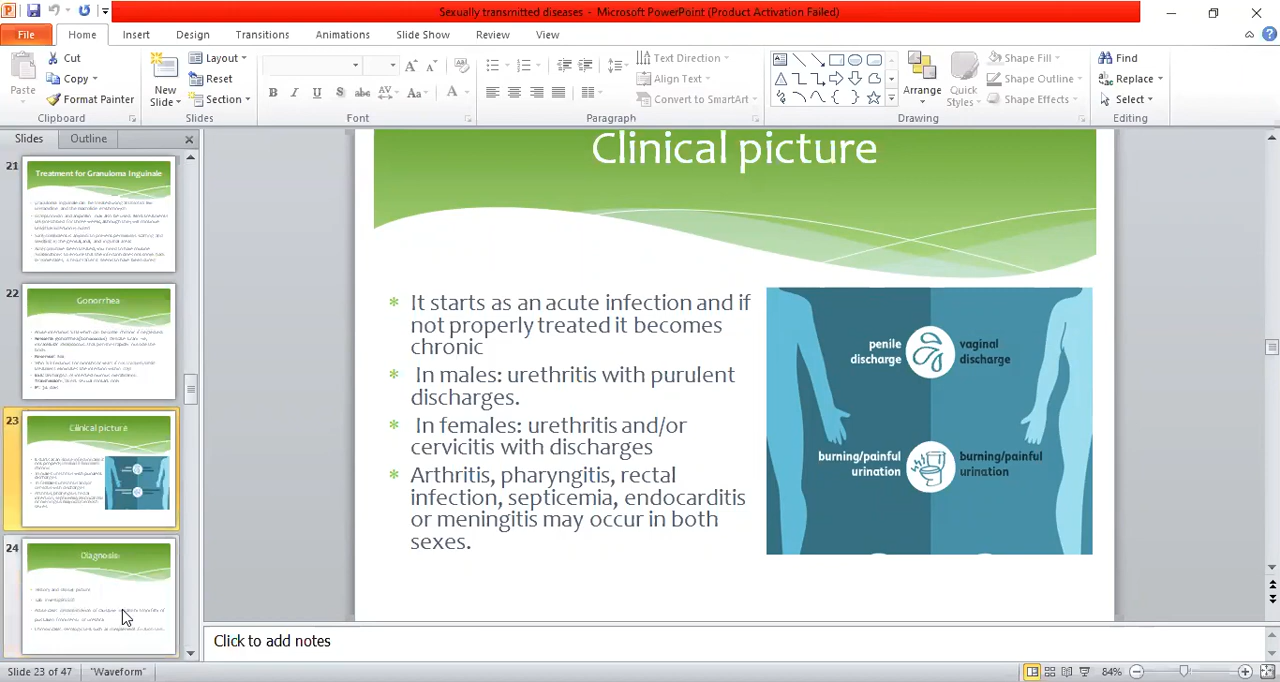 Sexually transmitted diseases - Microsoft PowerPoint (Product Activation Failed)
File Home Insert Design Transitions Animations Slide Show Review View
Paste
Cut
Copy
Format Painter
Clipboard
New
Slide
Layout
Reset
Section
Slides
B I U S abc AV Aa A
Font
Text Direction
Align Text
Convert to SmartArt
Paragraph
Arrange
Quick
Styles
Shape Fill
Shape Outline
Shape Effects
Drawing
Find
Replace
Select
Editing
Slides Outline
21
Treatment for Granuloma Inguinale
22
Gonorrhea
23
Clinical picture
24
Diagnosis
Clinical picture
* It starts as an acute infection and if
not properly treated it becomes
chronic
* In males: urethritis with purulent
discharges.
* In females: urethritis and/or
cervicitis with discharges
* Arthritis, pharyngitis, rectal
infection, septicemia, endocarditis
or meningitis may occur in both
sexes.
penile
discharge
vaginal
discharge
burning/painful
urination
burning/painful
urination
Click to add notes
Slide 23 of 47 "Waveform" 84%